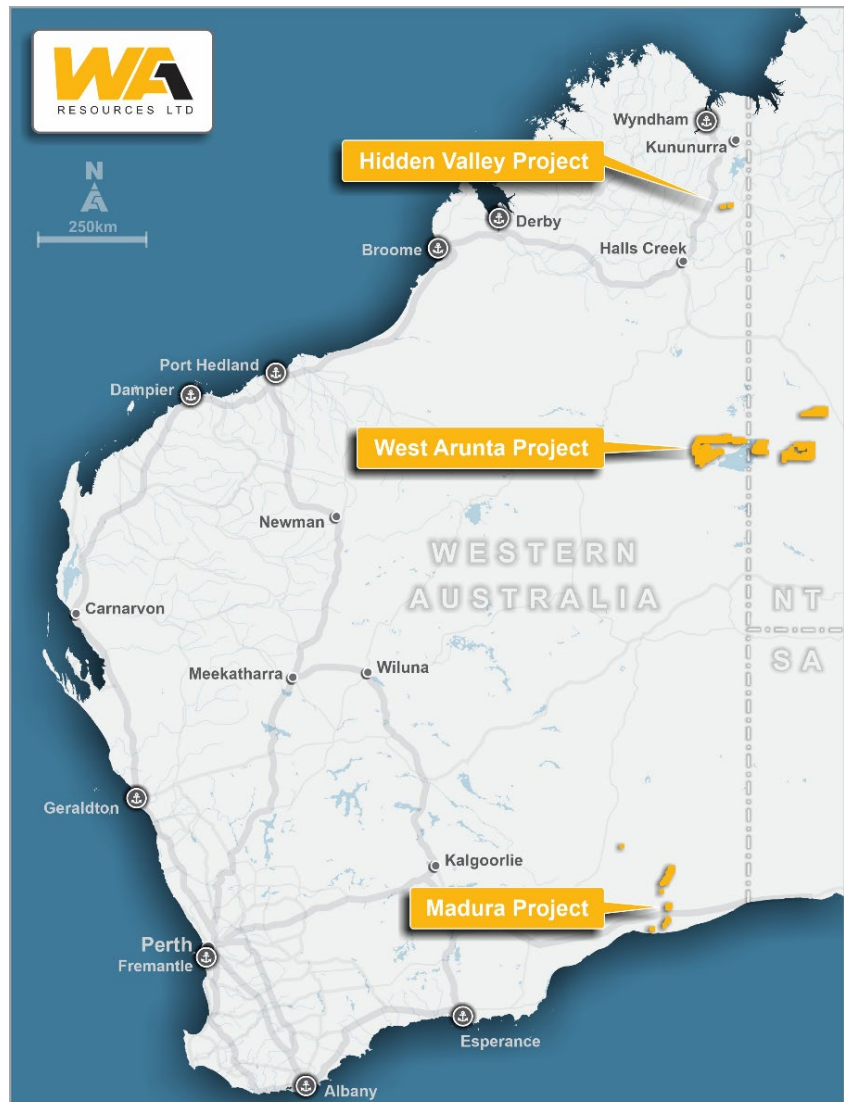 WA1
RESOURCES LTD
N
250km
Wyndham
Kununurra
Hidden Valley Project
Derby
Broome
Halls Creek
Port Hedland
Dampier
West Arunta Project
Newman
WESTERN
AUSTRALIA
NT
Carnarvon
SA
Meekatharra
Wiluna
Geraldton
Kalgoorlie
Madura Project
Perth
Fremantle
Esperance
Albany